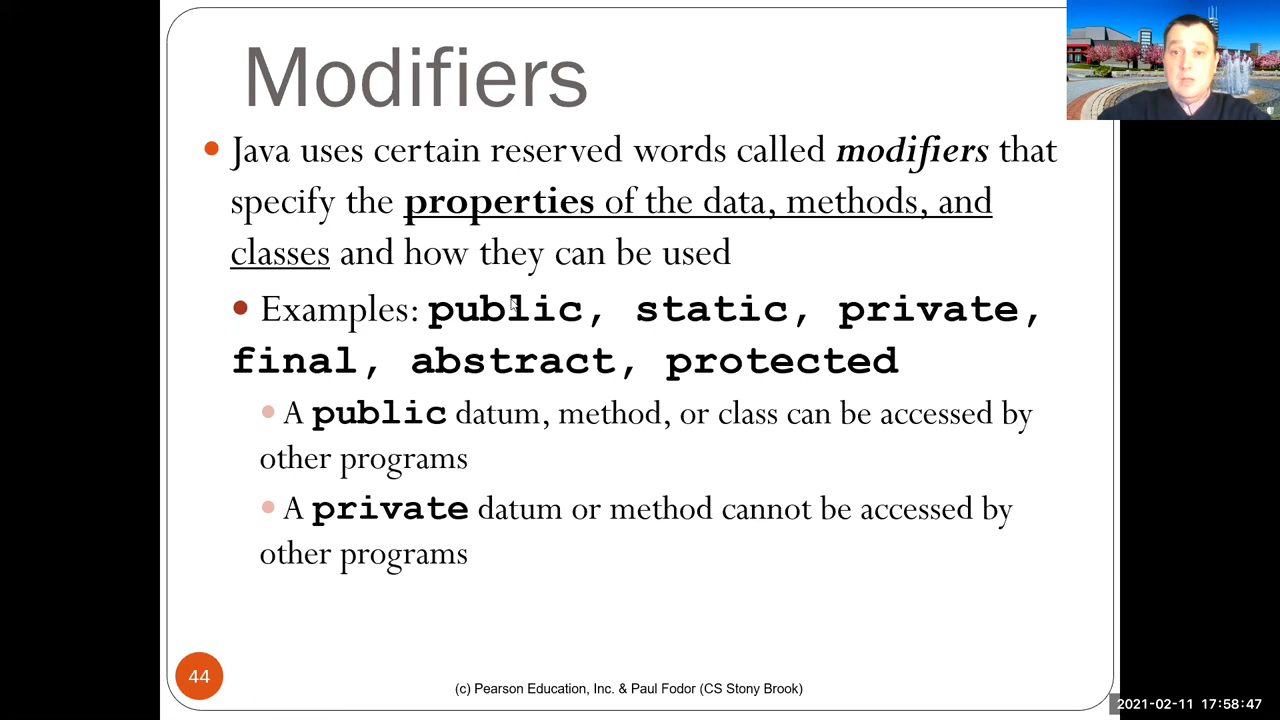 Modifiers
Java uses certain reserved words called modifiers that
specify the properties of the data, methods, and
classes and how they can be used
Examples: public, static, private,
final, abstract, protected
A public datum, method, or class can be accessed by
other programs
A private datum or method cannot be accessed by
other programs
44
(c) Pearson Education, Inc. & Paul Fodor (CS Stony Brook)
2021-02-11 17:58:47